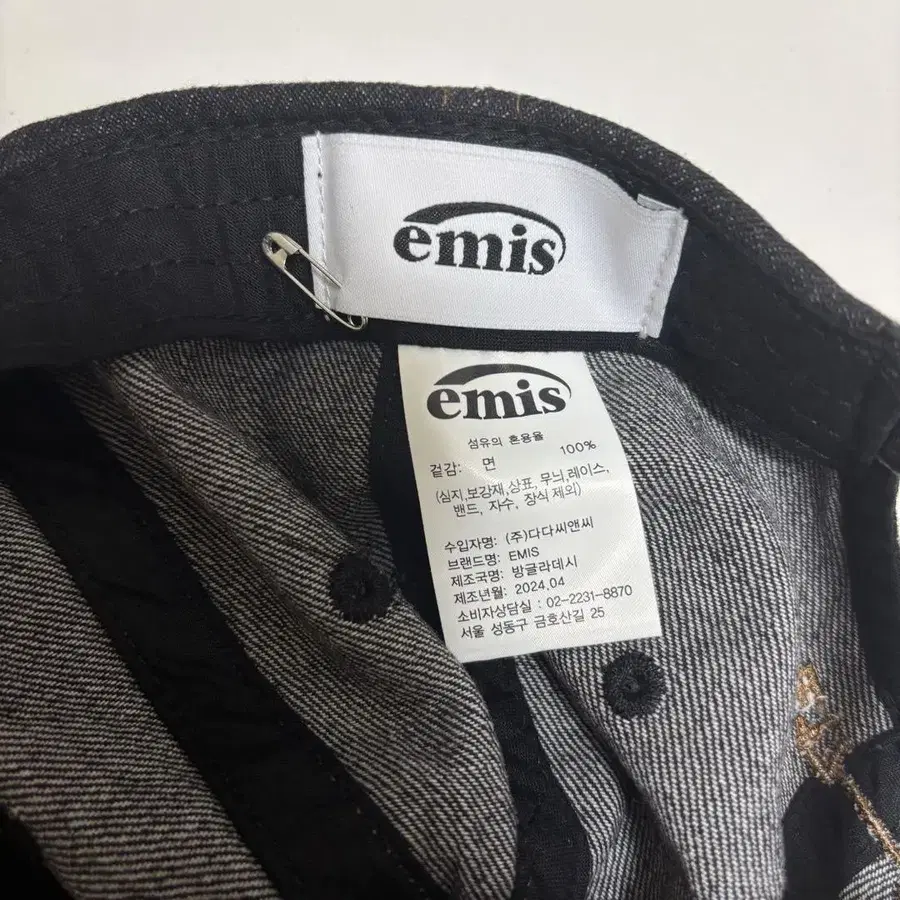 emis
emis
섬유의 혼용율
겉감: 면 100%
(심지,보강재,상표, 무늬,레이스,
밴드, 자수, 장식 제외)
수입자명: (주)다다씨앤씨
브랜드명: EMIS
제조국명: 방글라데시
제조년월: 2024.04
소비자상담실 : 02-2231-8870
서울 성동구 금호산길 25